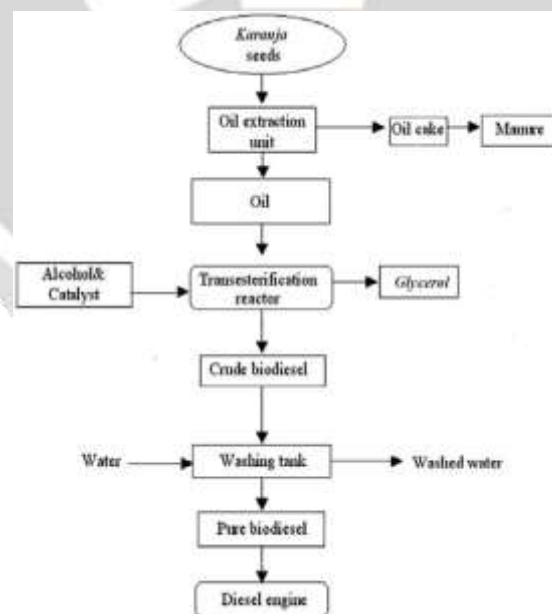 Karanja
seeds
Oil extraction
unit
Oil cake
Manure
Oil
Alcohol&
Catalyst
Transesterification
reactor
Glycerol
Crude biodiesel
Water
Washing tank
Washed water
Pure biodiesel
Diesel engine